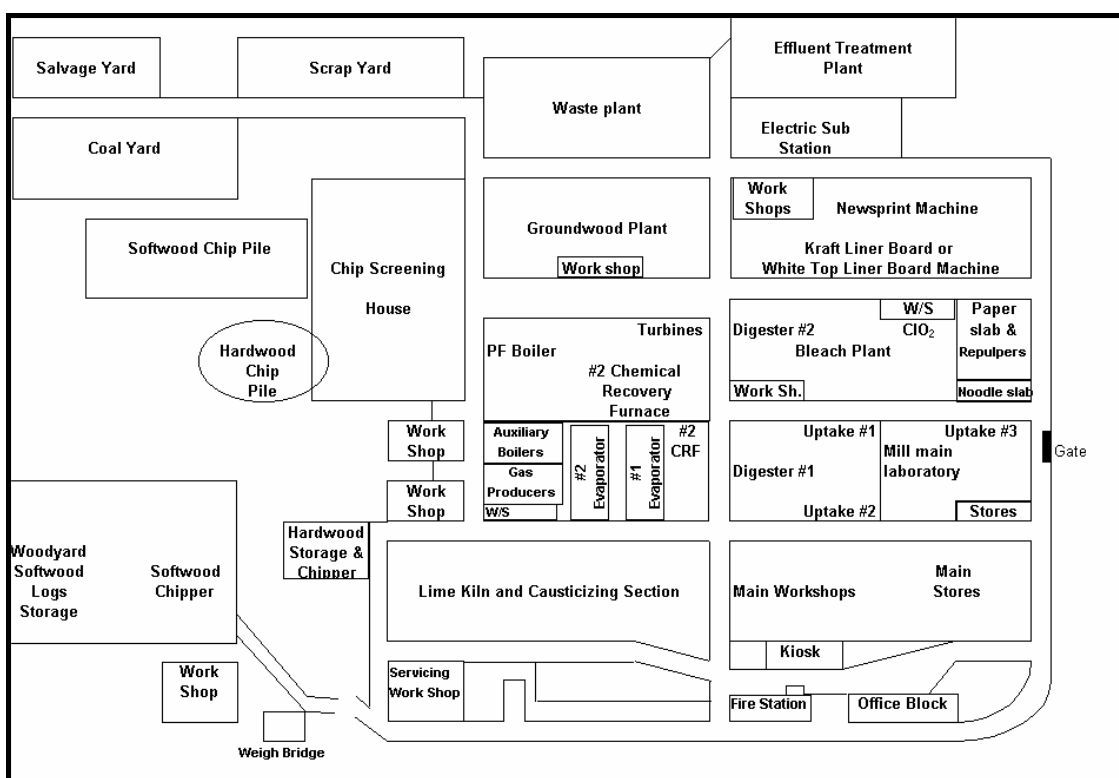 Salvage Yard
Scrap Yard
Effluent Treatment
Plant
Waste plant
Electric Sub
Station
Coal Yard
Work
Shops
Newsprint Machine
Groundwood Plant
Softwood Chip Pile
Chip Screening
House
Kraft Liner Board or
White Top Liner Board Machine
Work shop
Hardwood
Chip
Pile
Turbines
PF Boiler
#2 Chemical
Recovery
Furnace
Digester #2
W/S
ClO₂
Bleach Plant
Paper
slab &
Repulpers
Work Sh.
Noodle slab
Work
Shop
Auxiliary
Boilers
#2
Evaporator
#1
Evaporator
#2
CRF
Uptake #1
Uptake #3
Mill main
laboratory
Gate
Gas
Producers
Digester #1
Work
Shop
W/S
Uptake #2
Stores
Woodyard
Softwood
Logs
Storage
Softwood
Chipper
Hardwood
Storage &
Chipper
Lime Kiln and Causticizing Section
Main Workshops
Main
Stores
Kiosk
Work
Shop
Servicing
Work Shop
Fire Station
Office Block
Weigh Bridge